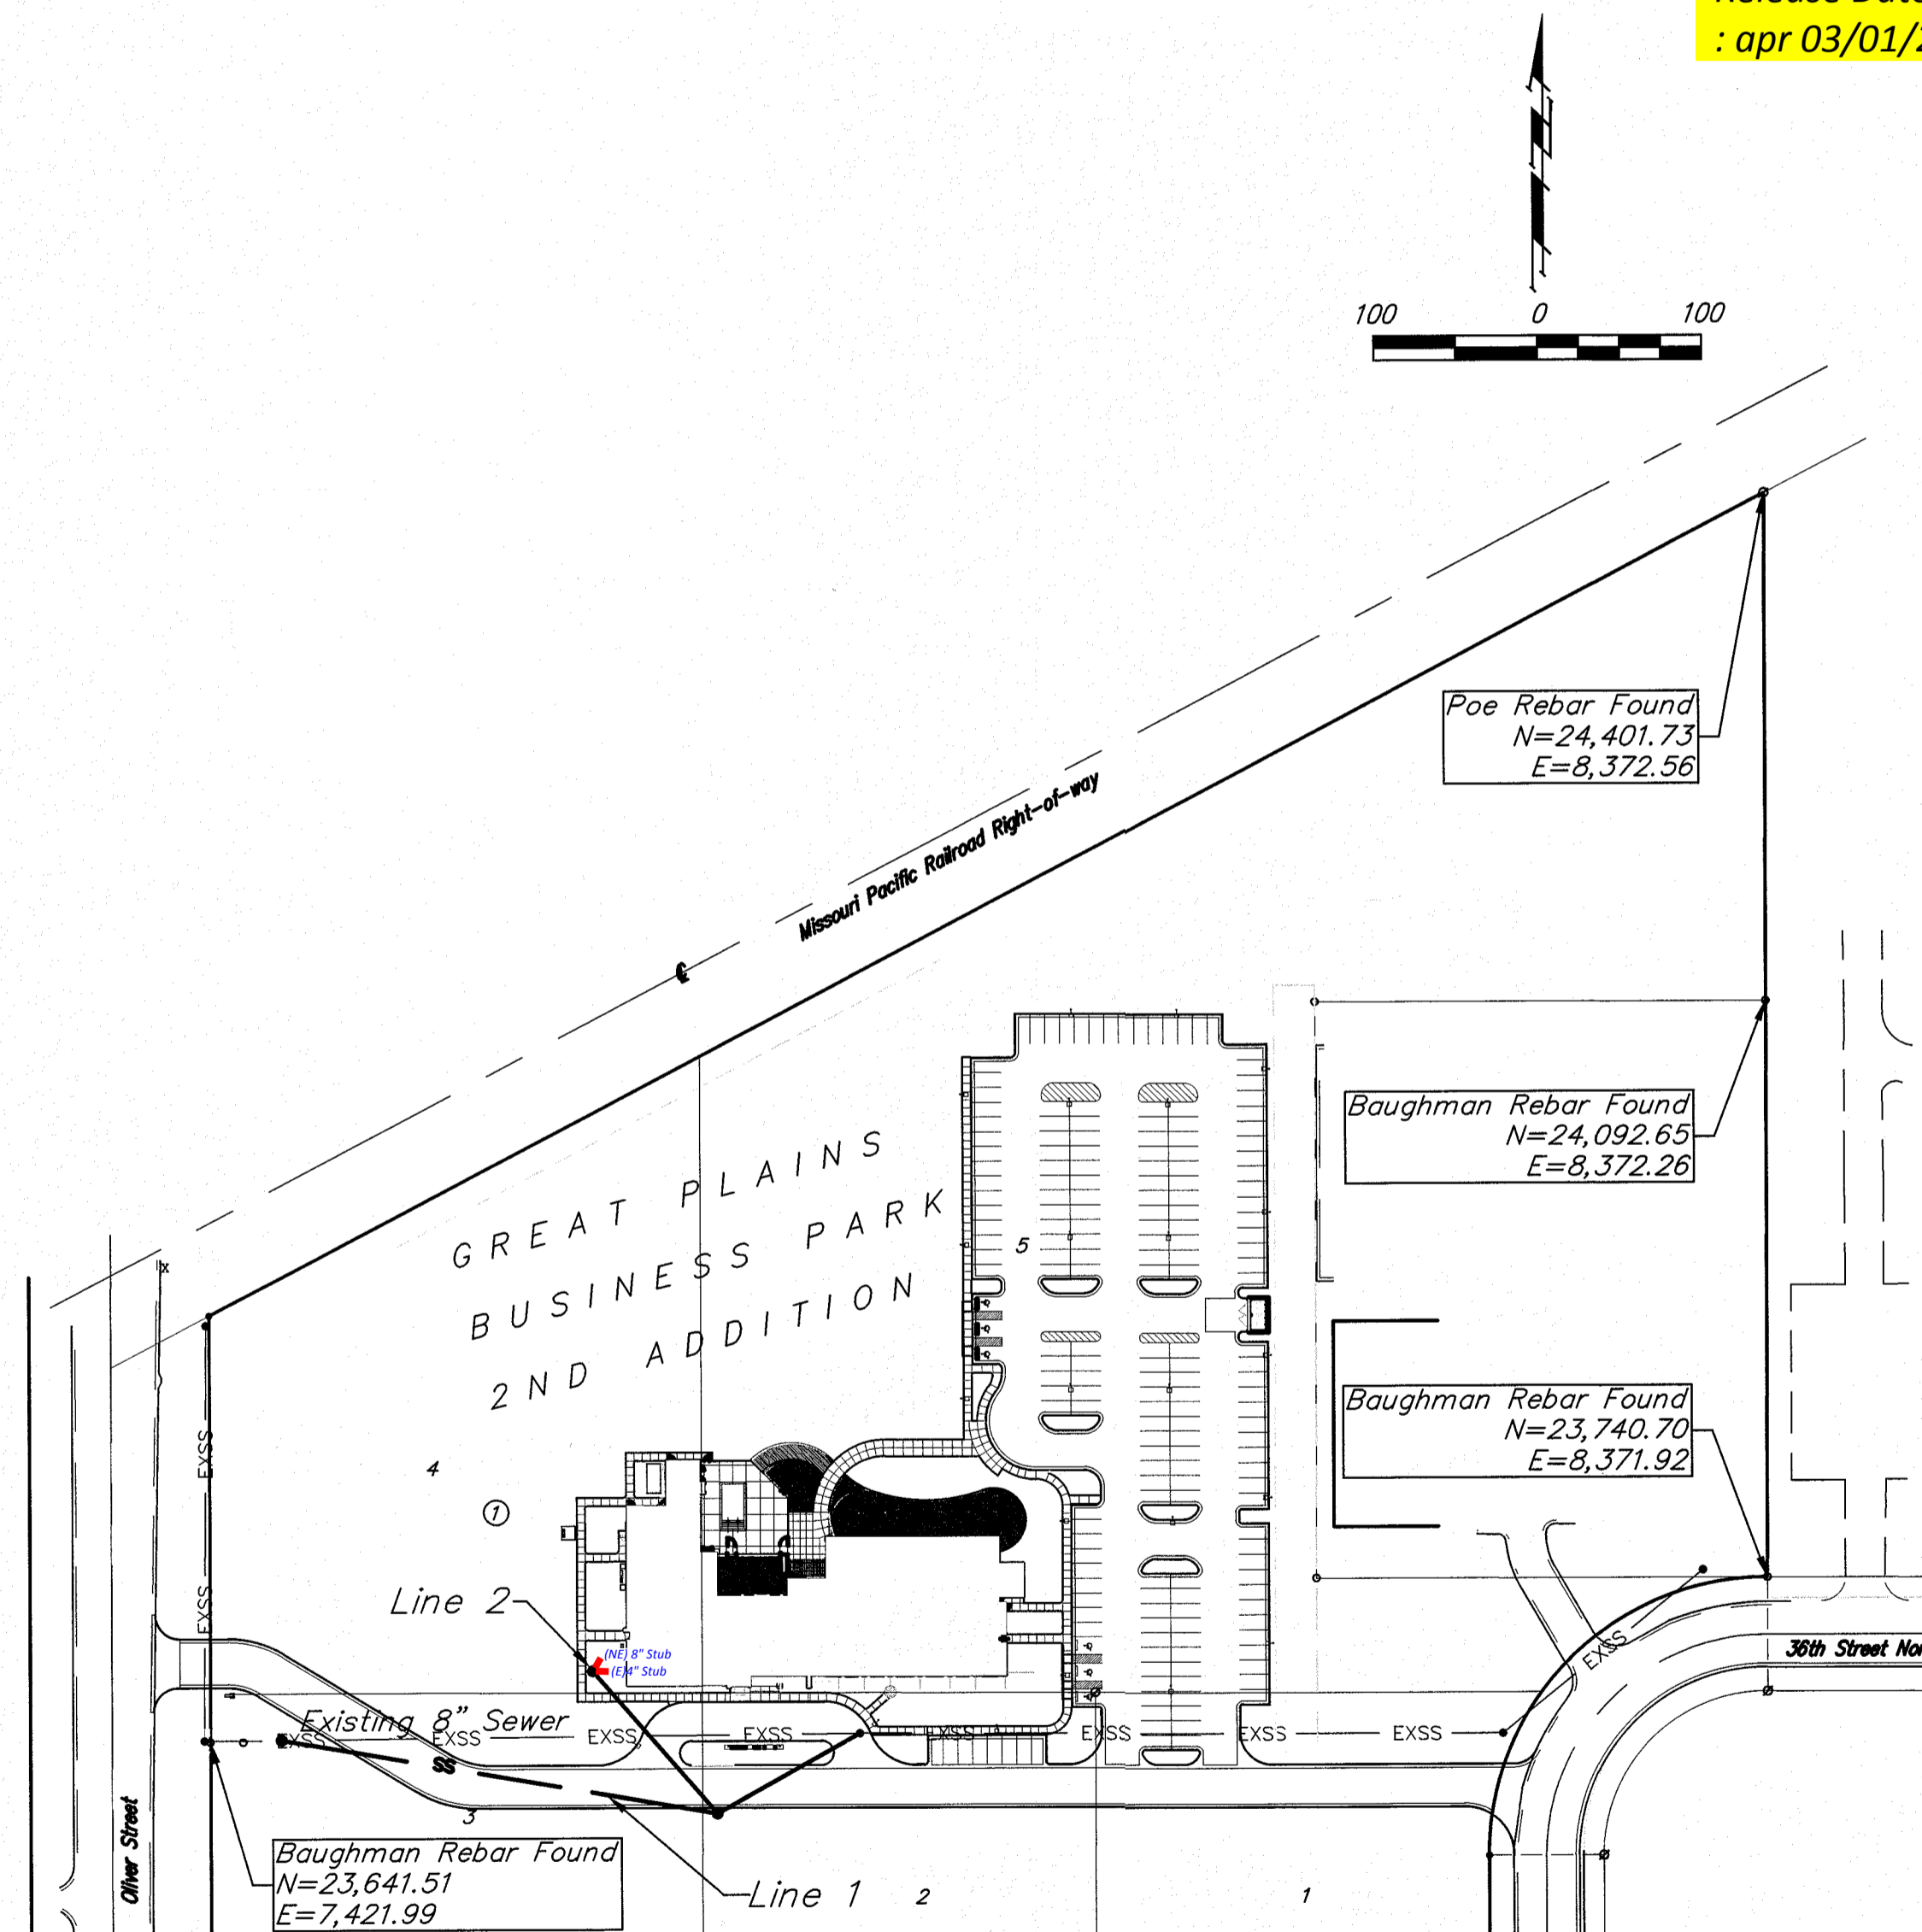 : apr 03/01/
100 0 100
Poe Rebar Found
N=24,401.73
E=8,372.56
Missouri Pacific Railroad Right-of-way
Baughman Rebar Found
N=24,092.65
E=8,372.26
GREAT PLAINS
BUSINESS PARK
2ND ADDITION
5
Baughman Rebar Found
N=23,740.70
E=8,371.92
EXSS
4
1
EXSS
Line 2
(NE) 8" Stub
(E)4" Stub
EXSS
36th Street
Existing 8" Sewer
EXSS EXSS EXSS EXSS EXSS EXSS EXSS EXSS
SS
3
Oliver Street
Baughman Rebar Found
N=23,641.51
E=7,421.99
Line 1
2
1